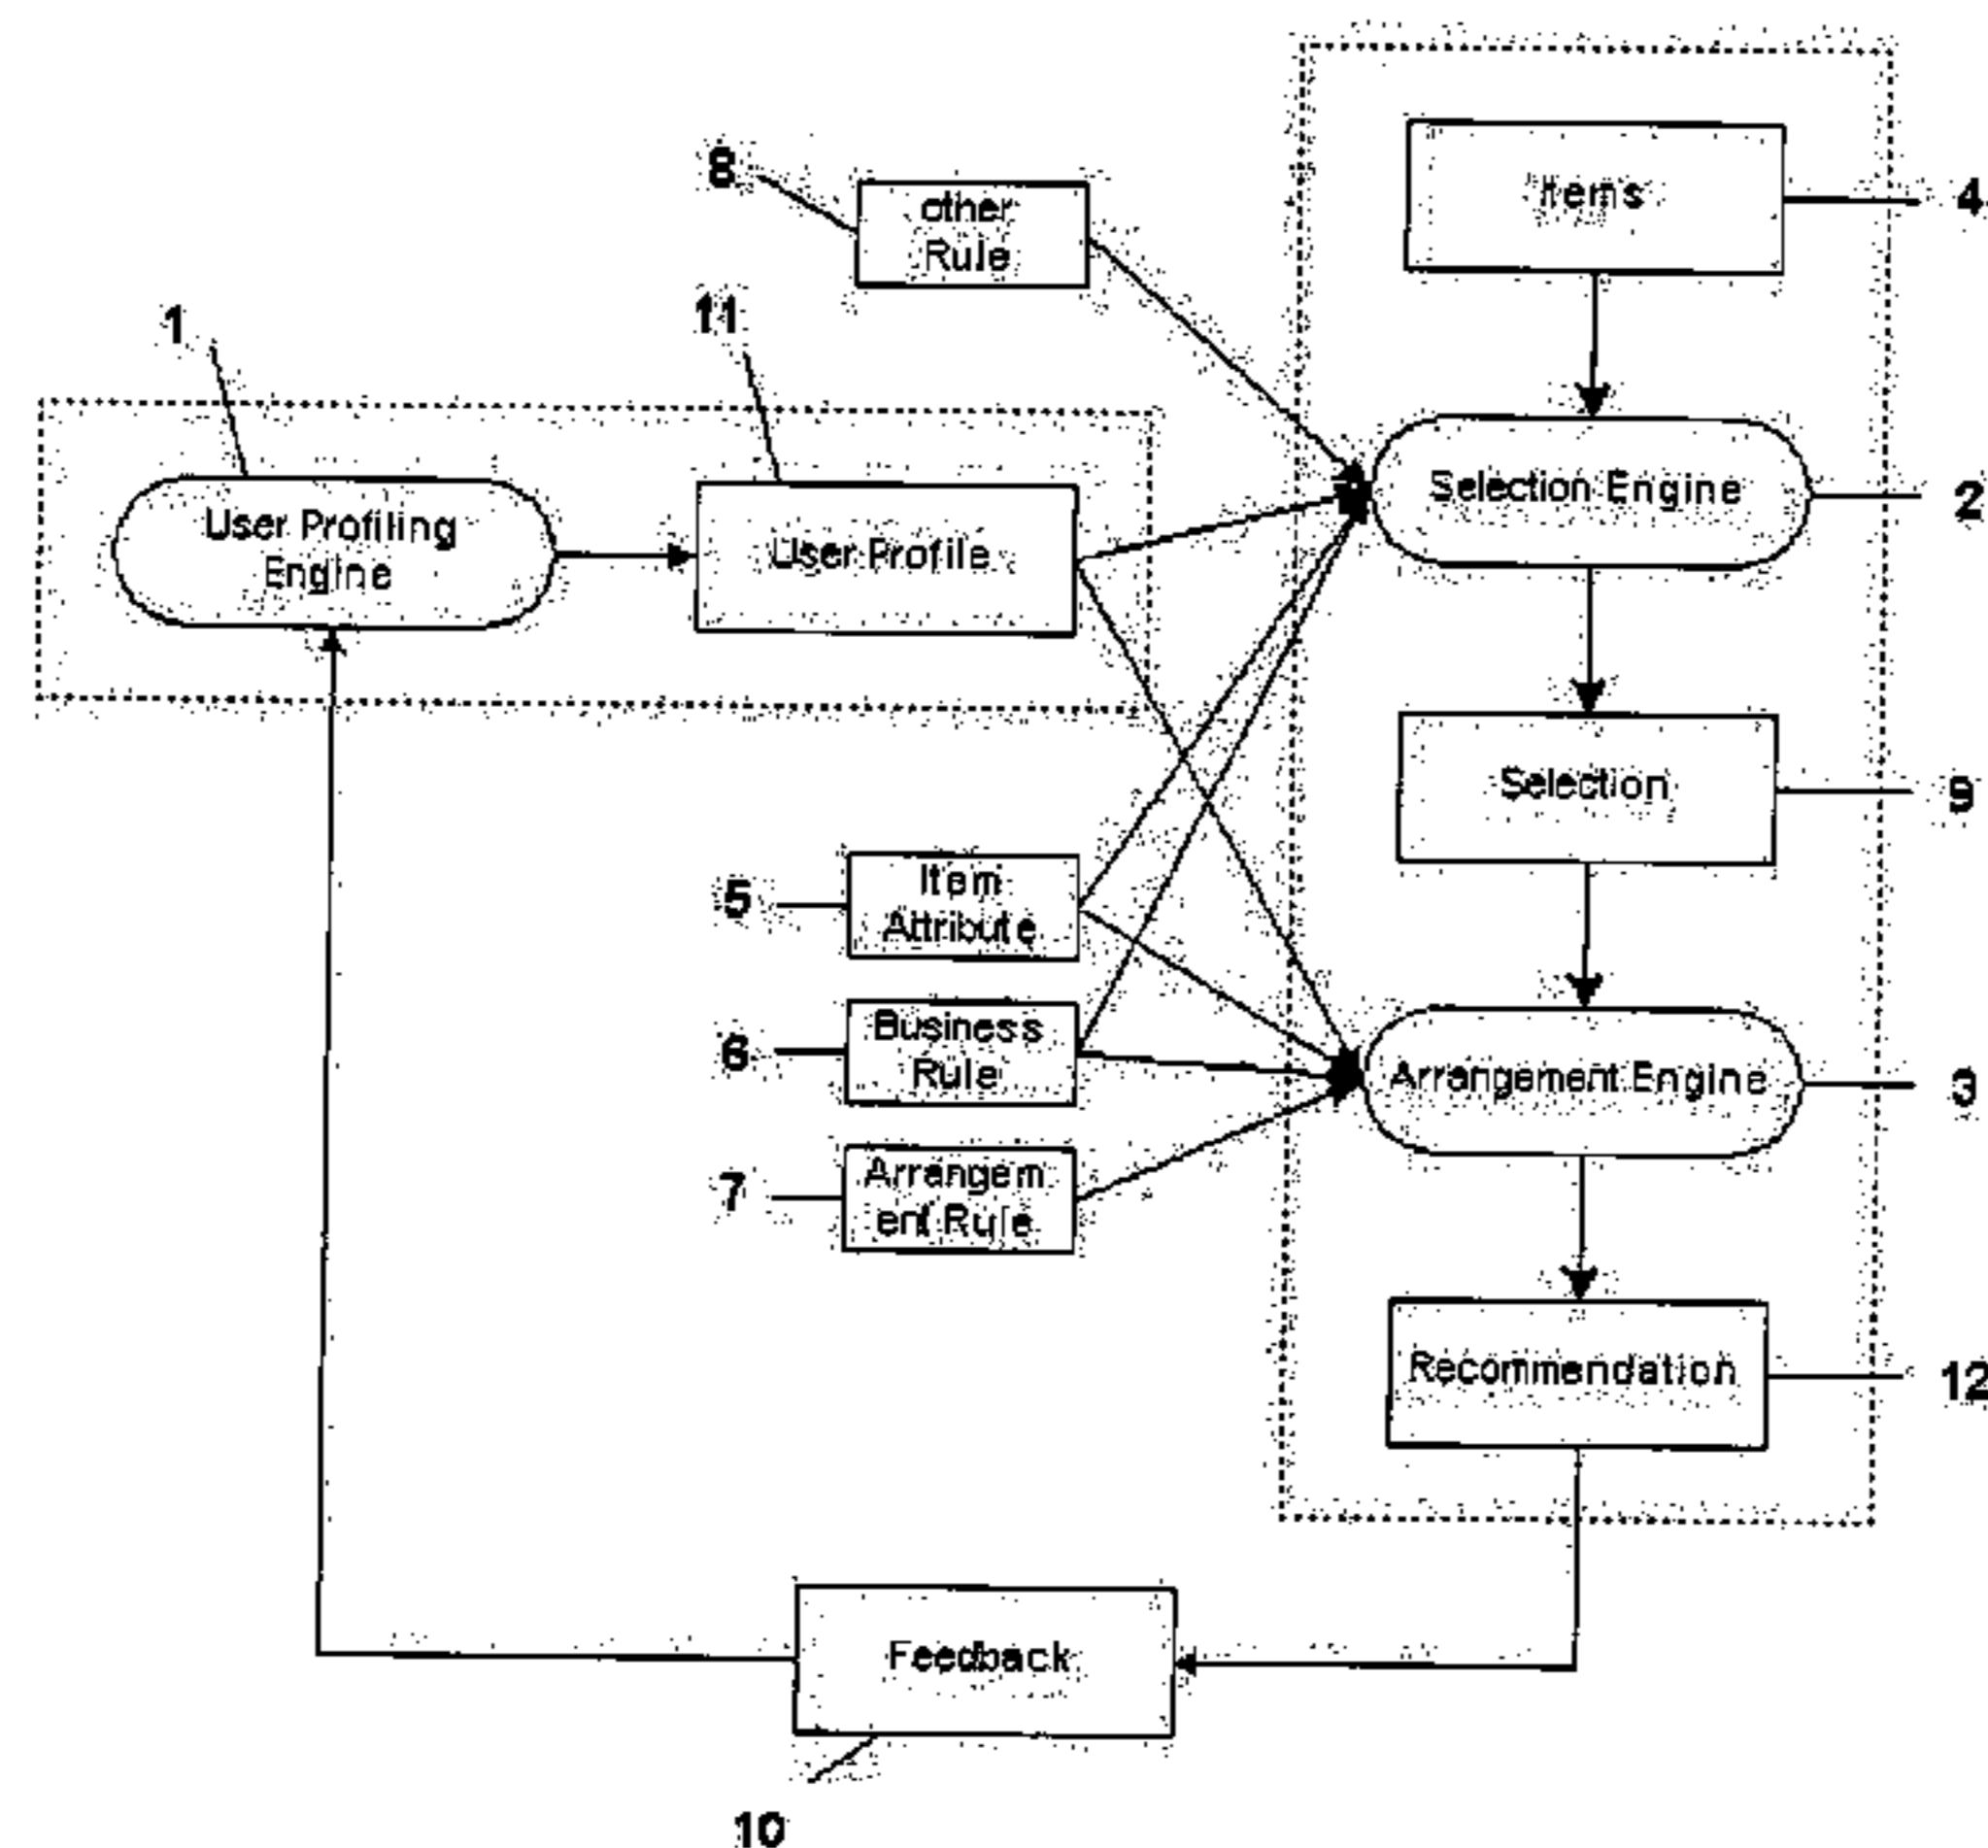 8
other
Rule
Items
4
1
11
User Profiling
Engine
User Profile
Selection Engine
2
Selection
9
5
Item
Attribute
6
Business
Rule
Arrangement Engine
3
7
Arrangem
ent Rule
Recommendation
12
Feedback
10